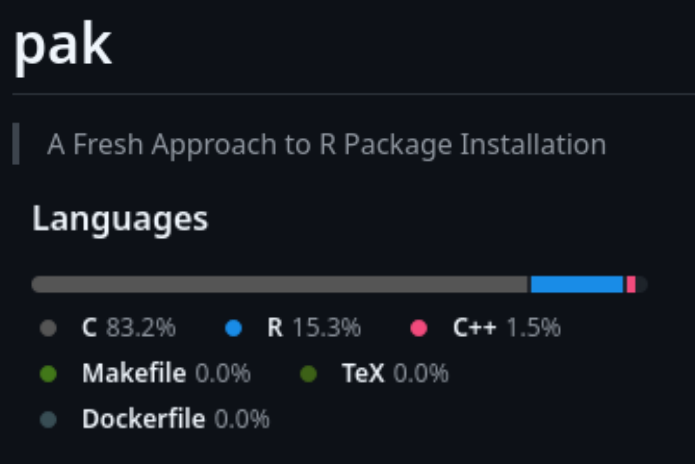 pak
A Fresh Approach to R Package Installation
Languages
C 83.2% R 15.3% C++ 1.5%
Makefile 0.0% TeX 0.0%
Dockerfile 0.0%